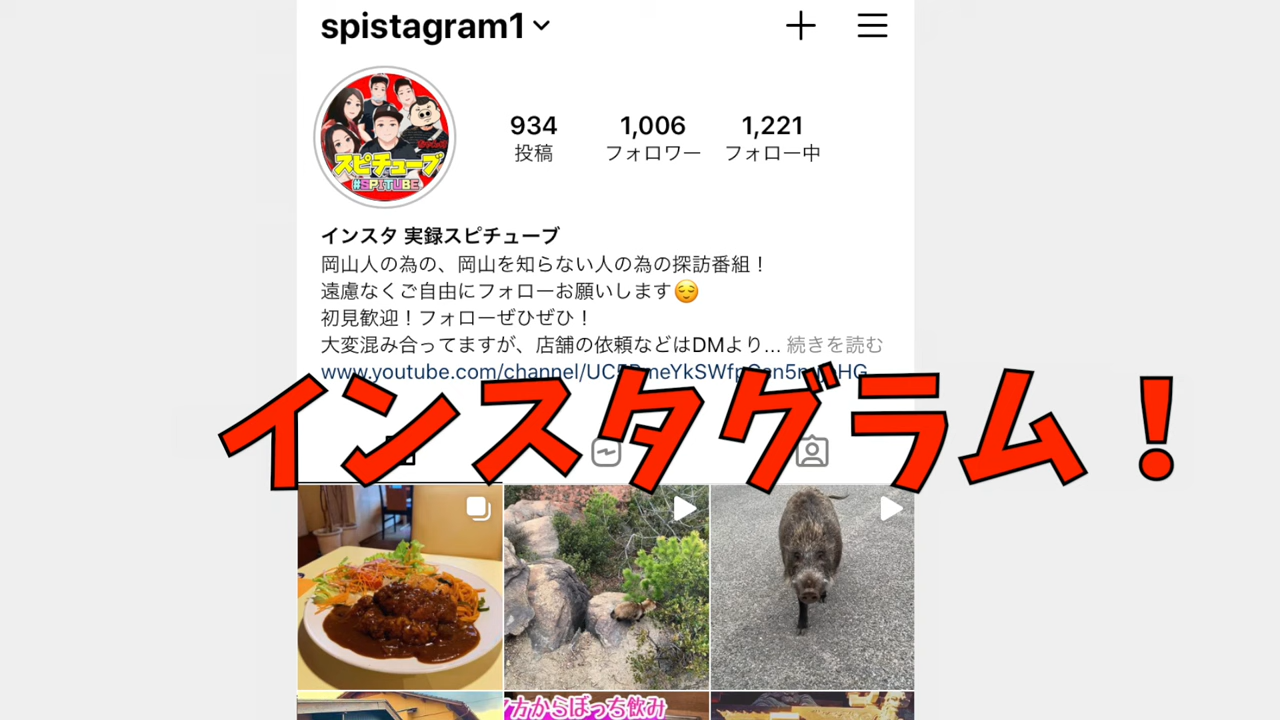 spistagram1
スピチューブ
#SPITUBE
934
投稿
1,006
フォロワー
1,221
フォロー中
インスタ 実録スピチューブ
岡山人の為の、岡山を知らない人の為の探訪番組！
遠慮なくご自由にフォローお願いします😌
初見歓迎！フォローぜひぜひ！
大変混み合ってますが、店舗の依頼などはDMより... 続きを読む
www.youtube.com/channel/
インスタグラム！
方からぼっち飲み